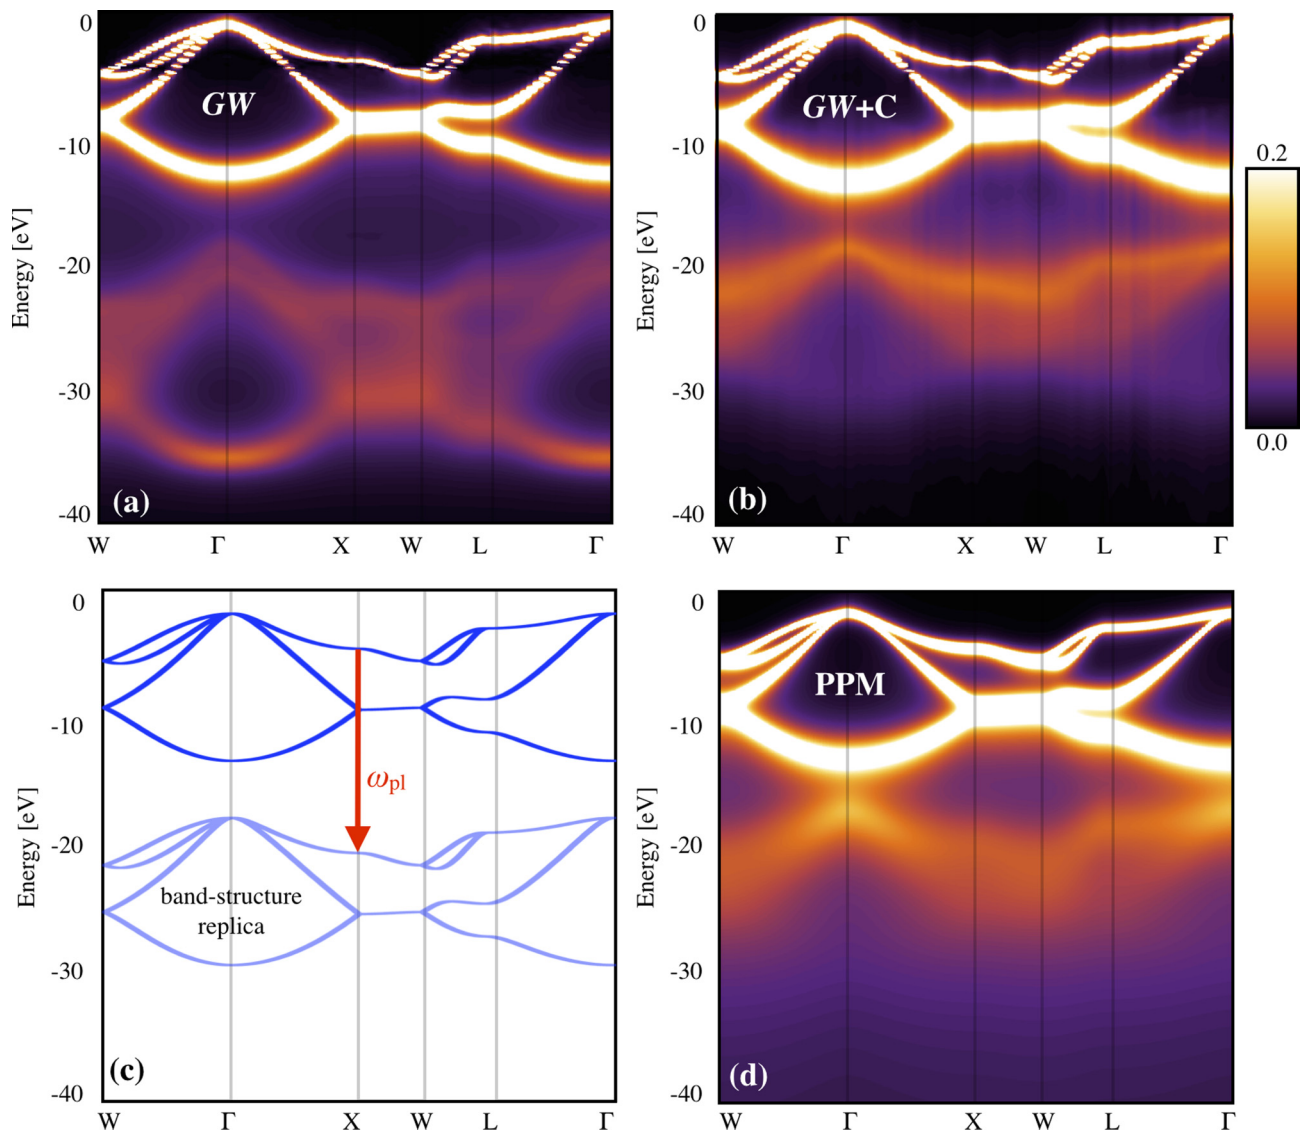 0
-10
-20
-30
-40
Energy [eV]
GW
(a)
W Γ X W L Γ
0
-10
-20
-30
-40
Energy [eV]
GW+C
(b)
W Γ X W L Γ
0.2
0.0
0
-10
-20
-30
-40
Energy [eV]
ωpl
band-structure
replica
(c)
W Γ X W L Γ
0
-10
-20
-30
-40
Energy [eV]
PPM
(d)
W Γ X W L Γ